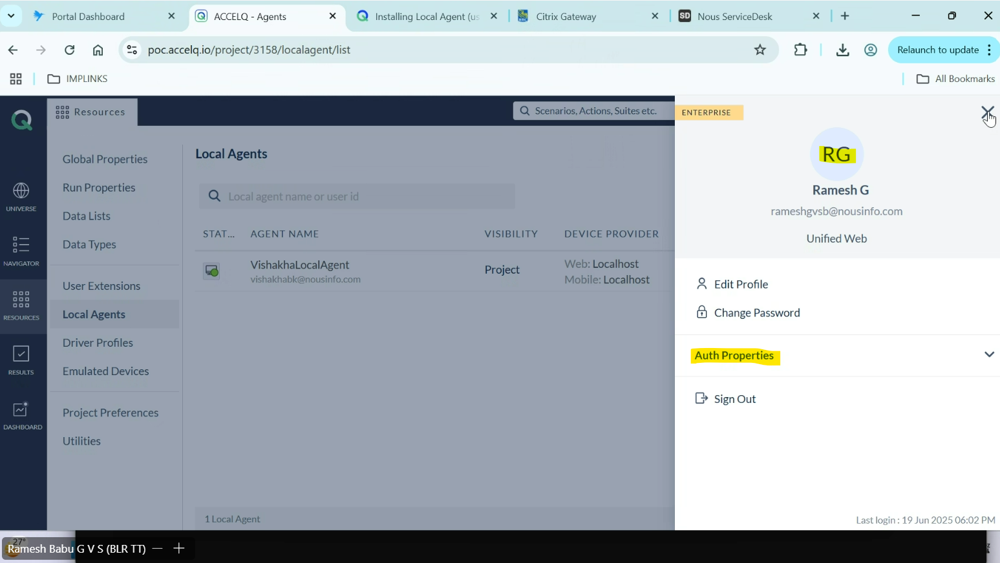 Portal Dashboard
ACCELQ - Agents
Installing Local Agent (us
Citrix Gateway
SD
Nous ServiceDesk
poc.accelq.io/project/3158/localagent/list
Relaunch to update
IMPLINKS
All Bookmarks
Resources
Scenarios, Actions, Suites etc.
ENTERPRISE
UNIVERSE
NAVIGATOR
RESOURCES
RESULTS
DASHBOARD
Global Properties
Run Properties
Data Lists
Data Types
User Extensions
Local Agents
Driver Profiles
Emulated Devices
Project Preferences
Utilities
Local Agents
Local agent name or user id
STAT... AGENT NAME VISIBILITY DEVICE PROVIDER
VishakhaLocalAgent
vishakhabk@nousinfo.com
Project
Web: Localhost
Mobile: Localhost
1 Local Agent
RG
Ramesh G
rameshgvsb@nousinfo.com
Unified Web
Edit Profile
Change Password
Auth Properties
Sign Out
Last login : 19 Jun 2025 06:02 PM
27°
Ramesh Babu G V S (BLR TT)